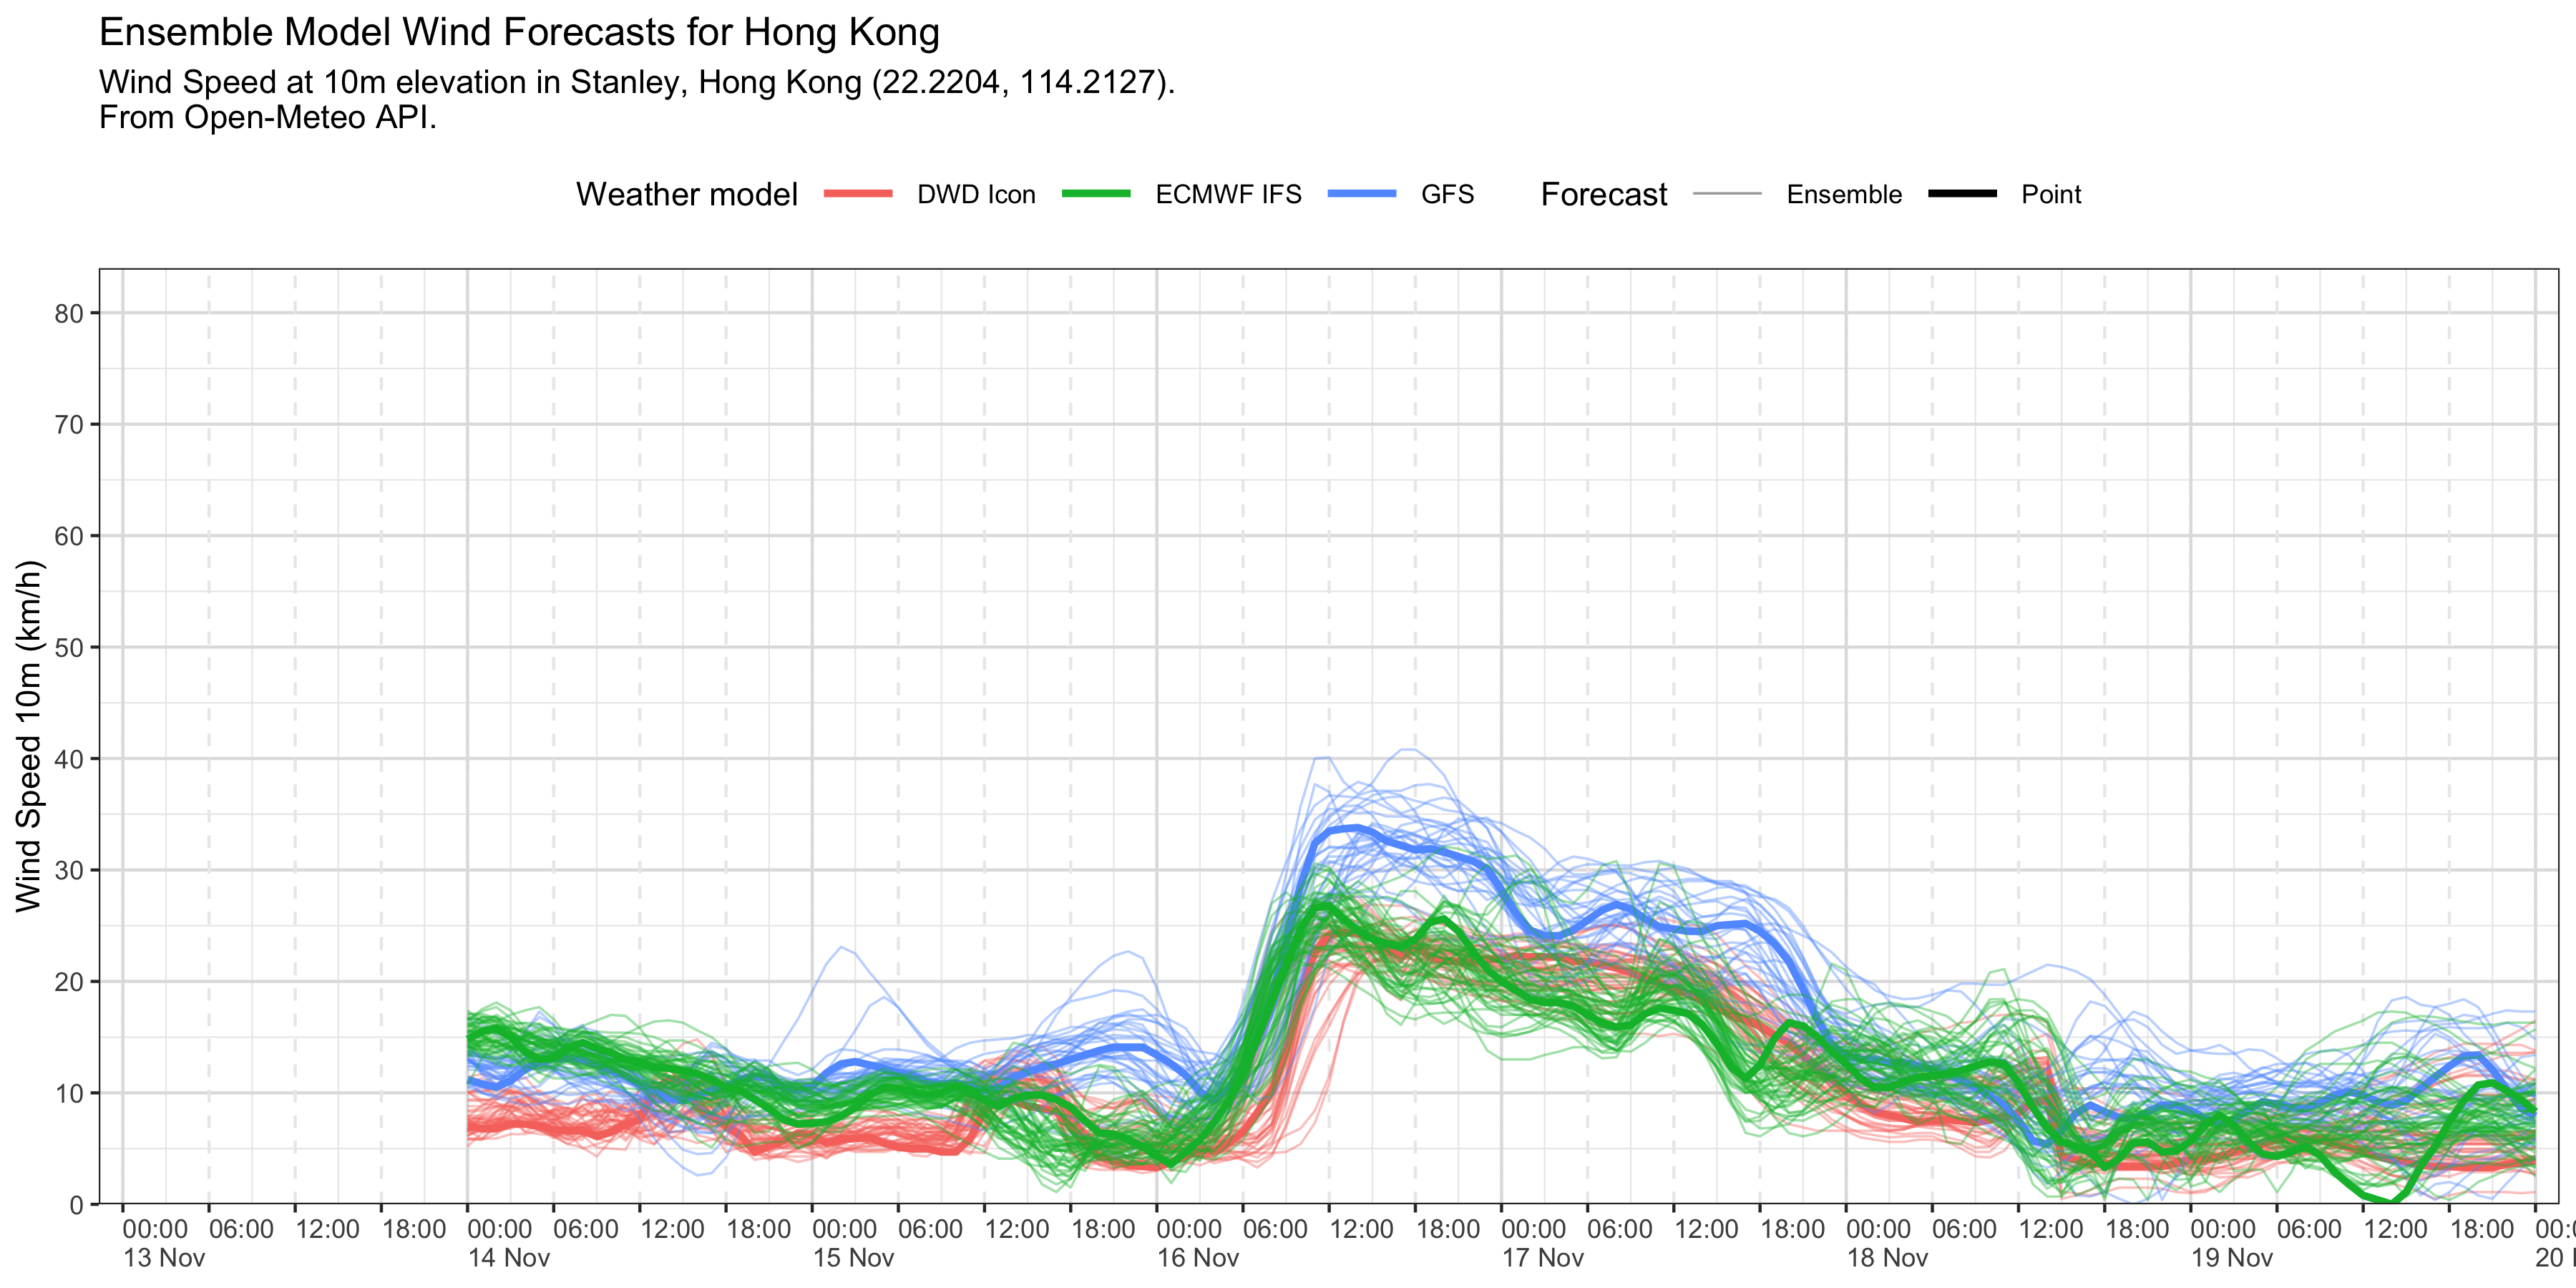 Ensemble Model Wind Forecasts for Hong Kong
Wind Speed at 10m elevation in Stanley, Hong Kong (22.2204, 114.2127).
From Open-Meteo API.
Weather model DWD Icon ECMWF IFS GFS Forecast Ensemble Point
Wind Speed 10m (km/h)
80
70
60
50
40
30
20
10
0
00:00 06:00 12:00 18:00 00:00 06:00 12:00 18:00 00:00 06:00 12:00 18:00 00:00 06:00 12:00 18:00 00:00 06:00 12:00 18:00 00:00 06:00 12:00 18:00 00:00 06:00 12:00 18:00
13 Nov 14 Nov 15 Nov 16 Nov 17 Nov 18 Nov 19 Nov 20